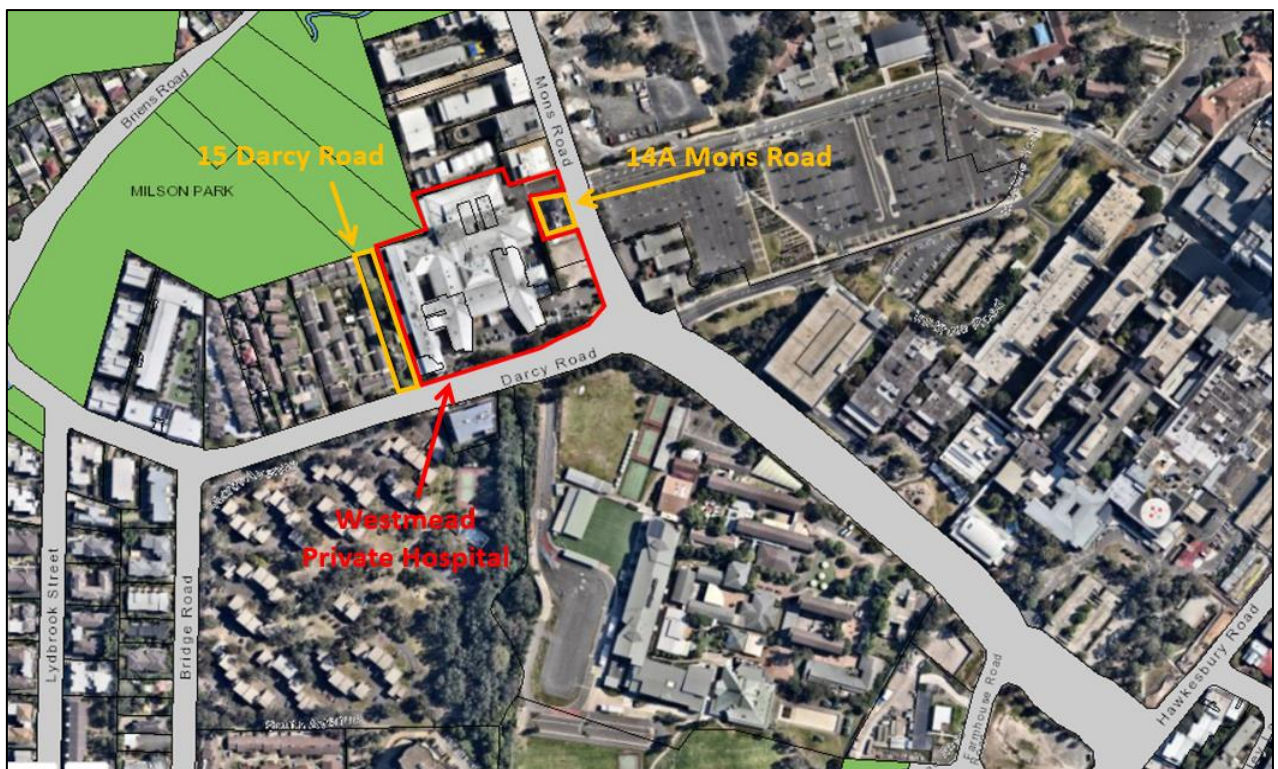 Briens Road
Mons Road
15 Darcy Road
14A Mons Road
MILSON PARK
Darcy Road
Westmead
Private Hospital
Lydbrook Street
Bridge Road
Hawkesbury Road
Farmhouse Road